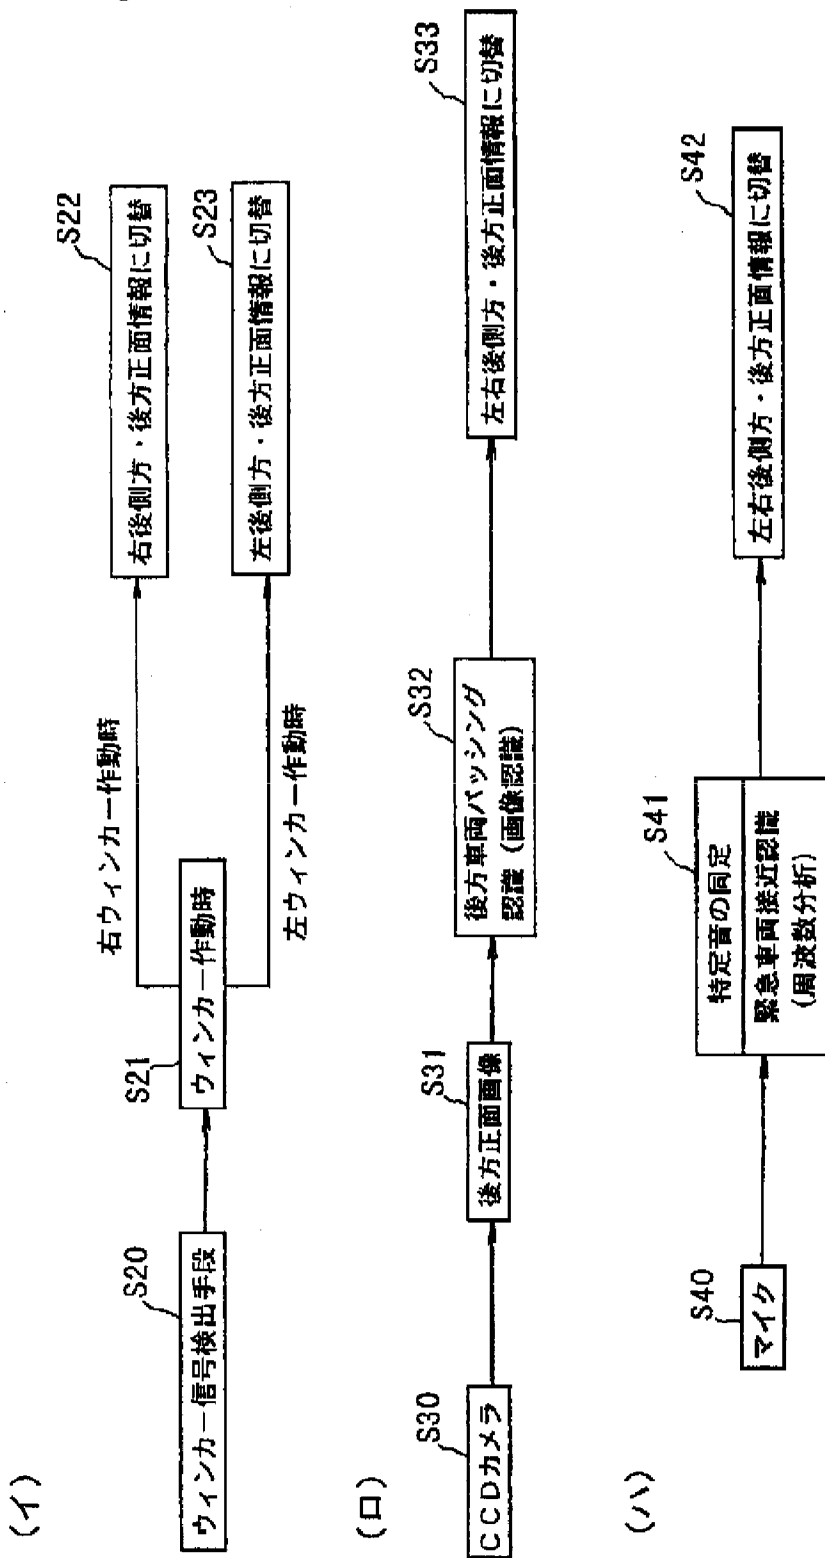 (イ)
S20
ウィンカー信号検出手段
S21
ウィンカー作動時
右ウィンカー作動時
S22
右後側方・後方正面情報に切替
左ウィンカー作動時
S23
左後側方・後方正面情報に切替
(ロ)
S30
CCDカメラ
S31
後方正面画像
S32
後方車両パッシング
認識(画像認識)
S33
左右後側方・後方正面情報に切替
(ハ)
S40
マイク
S41
特定音の同定
緊急車両接近認識
(周波数分析)
S42
左右後側方・後方正面情報に切替